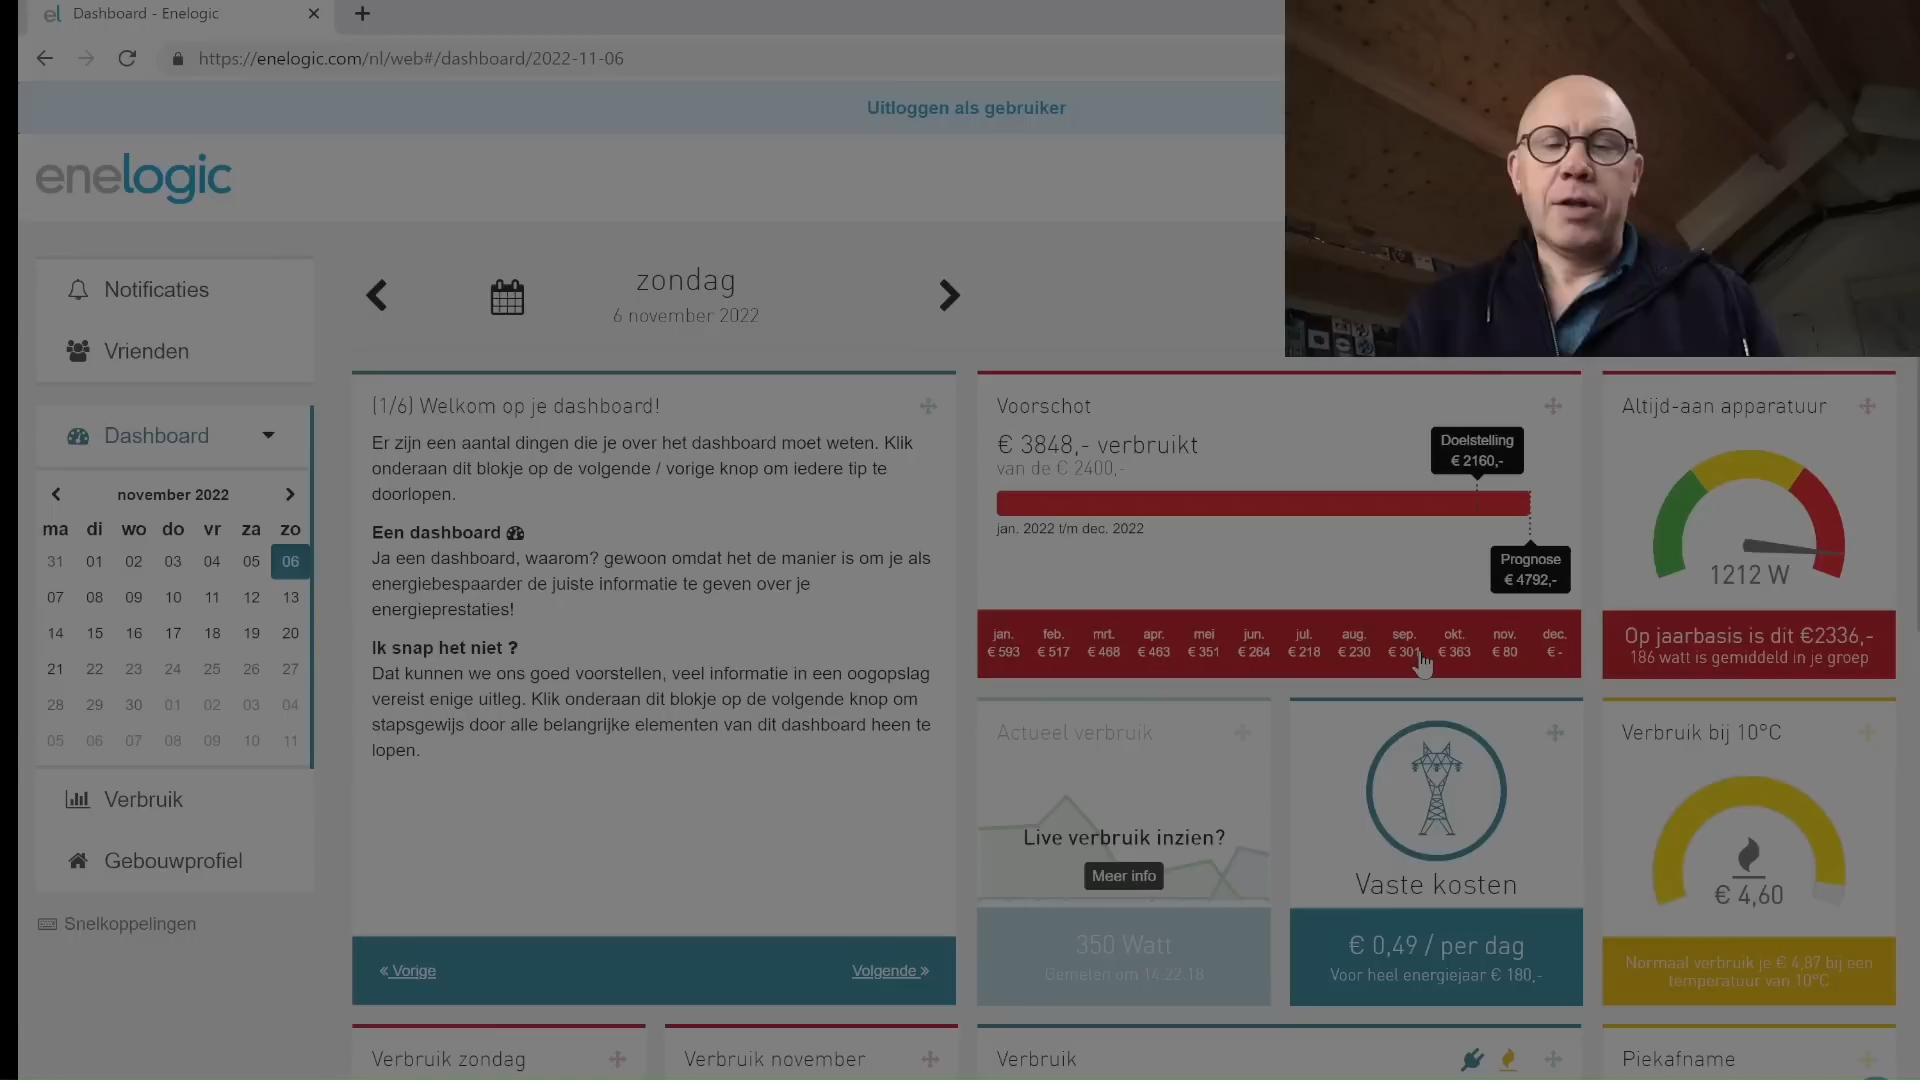 Dashboard - Enelogic
https://enelogic.com/nl/web#/dashboard/2022-11-06
Uitloggen als gebruiker
enelogic
Notificaties
Vrienden
Dashboard
november 2022
ma di wo do vr za zo
31 01 02 03 04 05 06
07 08 09 10 11 12 13
14 15 16 17 18 19 20
21 22 23 24 25 26 27
28 29 30 01 02 03 04
05 06 07 08 09 10 11
Verbruik
Gebouwprofiel
Snelkoppelingen
zondag
6 november 2022
(1/6) Welkom op je dashboard!
Er zijn een aantal dingen die je over het dashboard moet weten. Klik
onderaan dit blokje op de volgende / vorige knop om iedere tip te
doorlopen.
Een dashboard
Ja een dashboard, waarom? gewoon omdat het de manier is om je als
energiebespaarder de juiste informatie te geven over je
energieprestaties!
Ik snap het niet ?
Dat kunnen we ons goed voorstellen, veel informatie in een oogopslag
vereist enige uitleg. Klik onderaan dit blokje op de volgende knop om
stapsgewijs door alle belangrijke elementen van dit dashboard heen te
lopen.
« Vorige
Volgende »
Voorschot
€ 3848,- verbruikt
van de € 2400,-
Doelstelling
€ 2160,-
jan. 2022 t/m dec. 2022
Prognose
€ 4792,-
jan. feb. mrt. apr. mei jun. jul. aug. sep. okt. nov. dec.
€ 593 € 517 € 468 € 463 € 351 € 264 € 218 € 230 € 301 € 363 € 80 € -
Altijd-aan apparatuur
1212 W
Op jaarbasis is dit €2336,-
186 watt is gemiddeld in je groep
Actueel verbruik
Live verbruik inzien?
Meer info
350 Watt
Gemeten om 14.22.18
Vaste kosten
€ 0,49 / per dag
Voor heel energiejaar € 180,-
Verbruik bij 10°C
€ 4,60
Normaal verbruik je € 4,87 bij een
temperatuur van 10°C
Verbruik zondag
Verbruik november
Verbruik
Piekafname